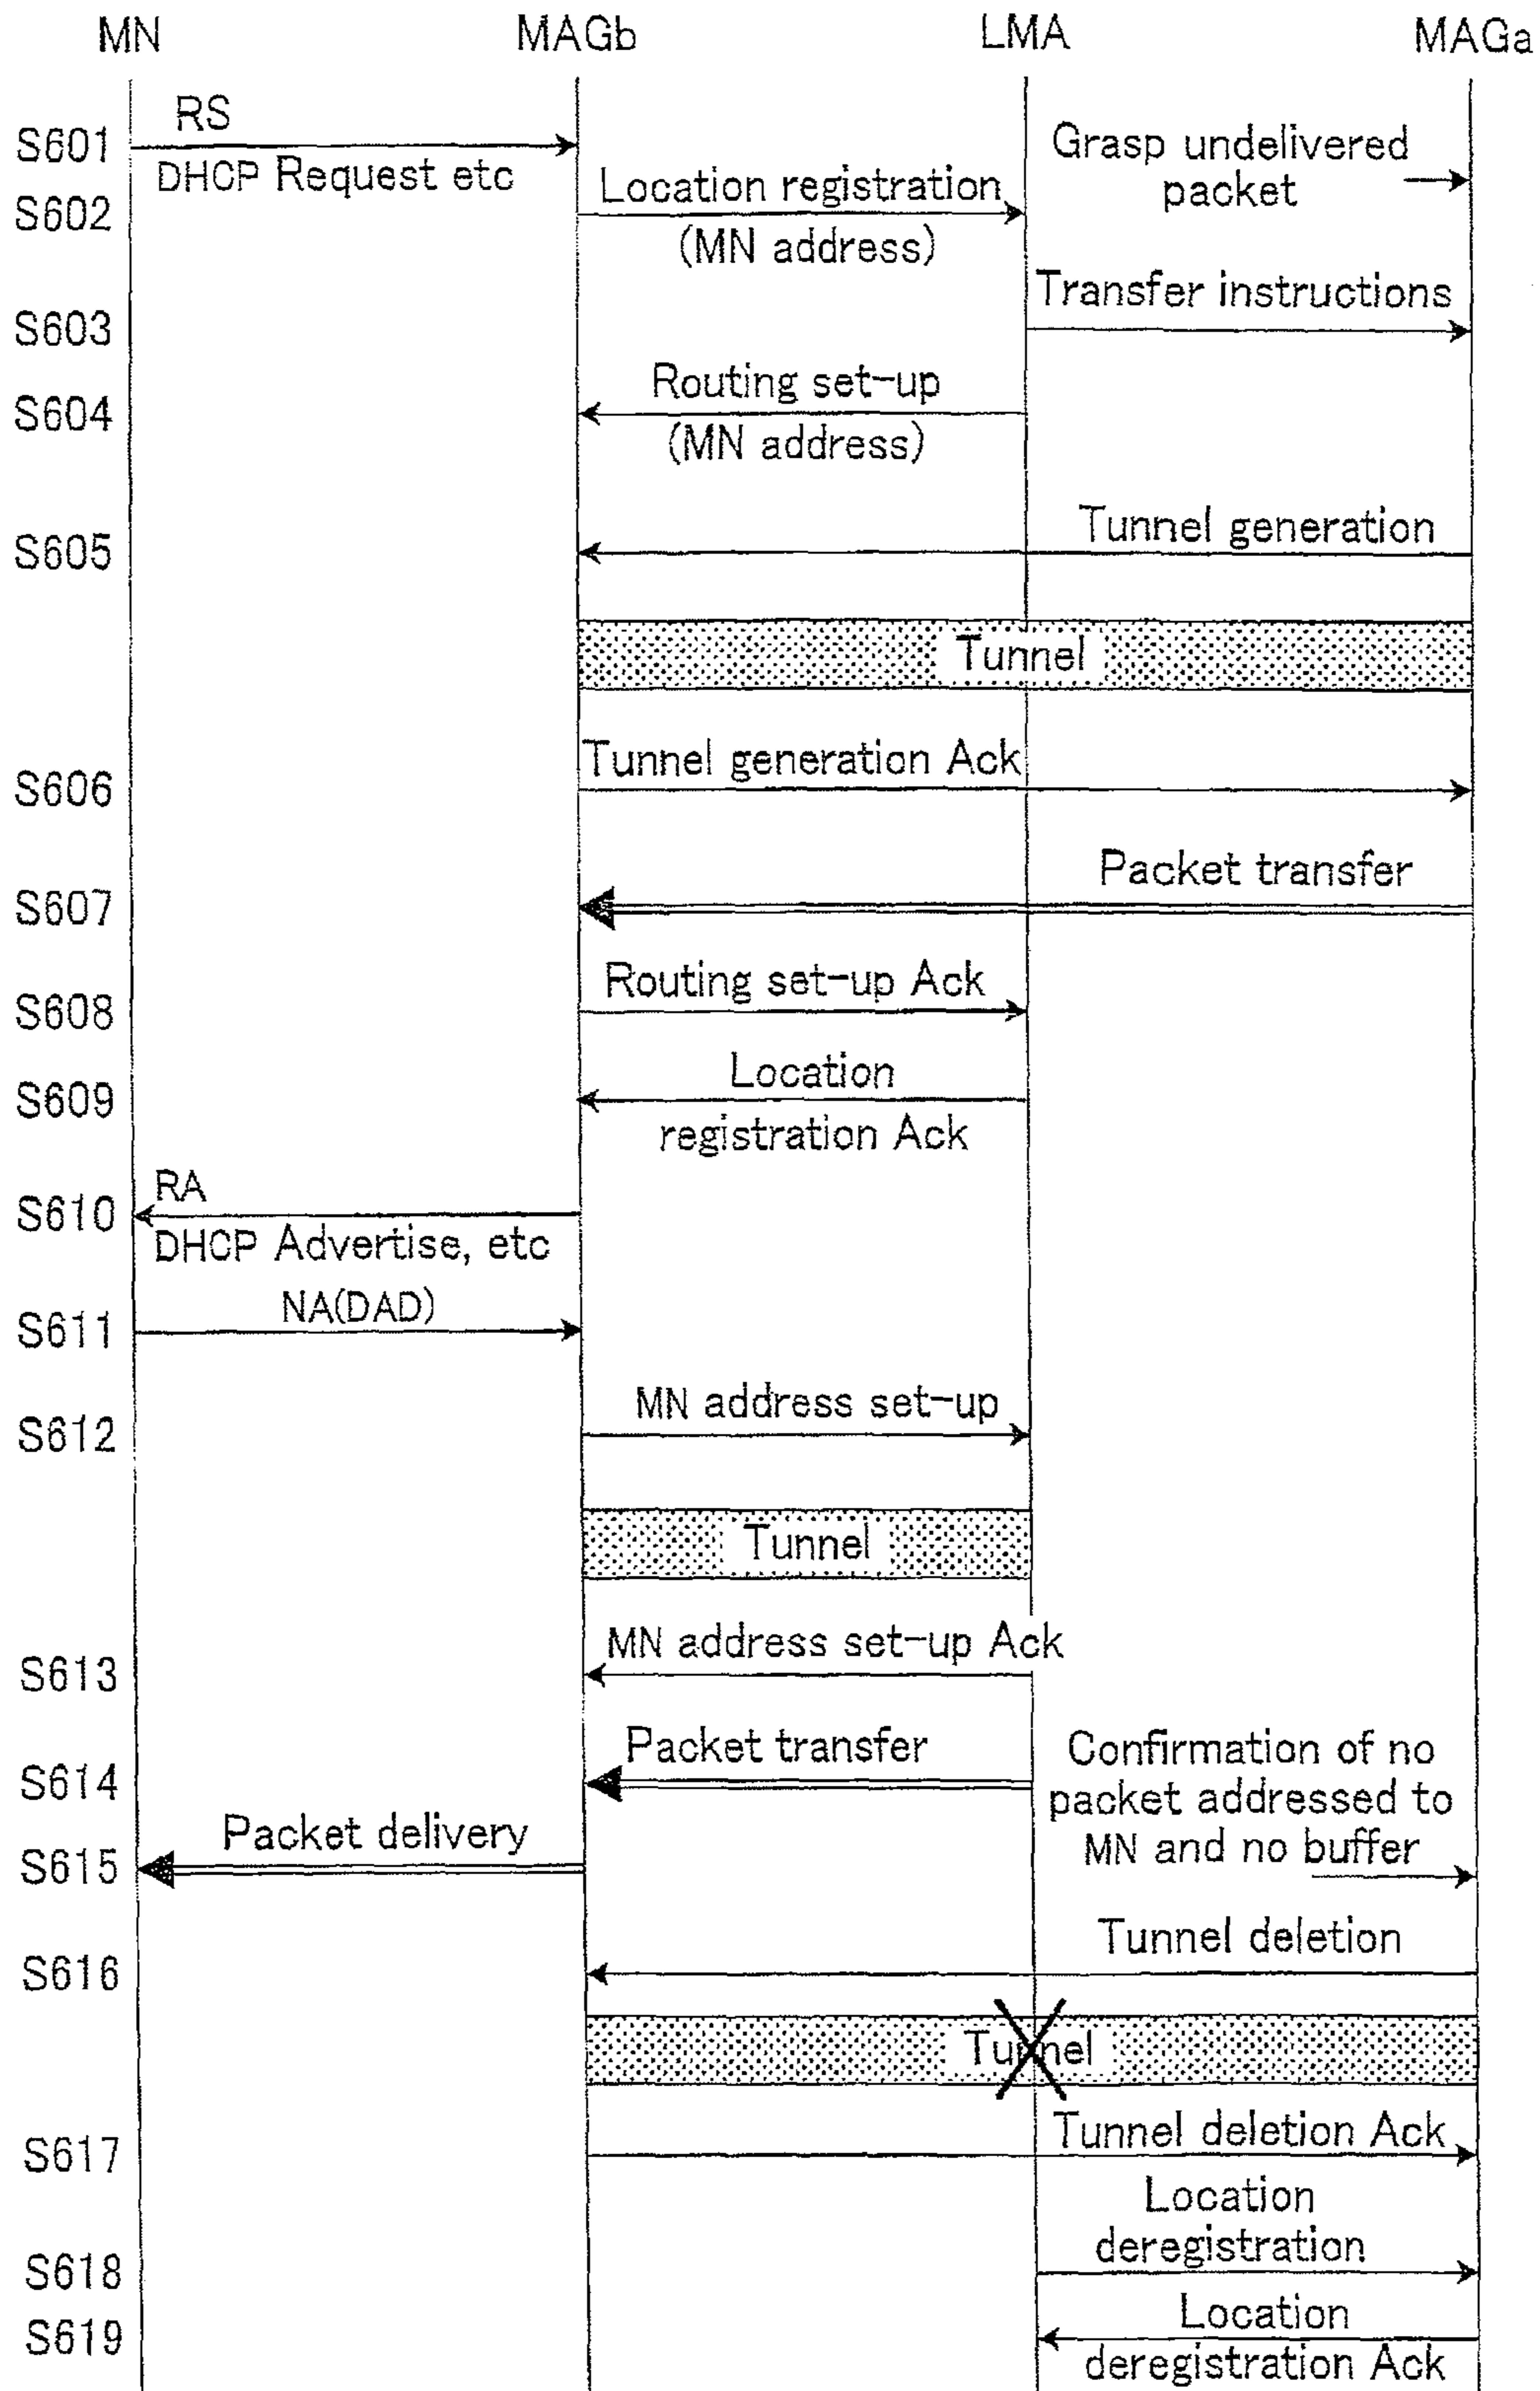 MN MAGb LMA MAGa
S601 RS
DHCP Request etc
Grasp undelivered
packet
S602 Location registration
(MN address)
S603 Transfer instructions
S604 Routing set-up
(MN address)
S605 Tunnel generation
Tunnel
S606 Tunnel generation Ack
S607 Packet transfer
S608 Routing set-up Ack
S609 Location
registration Ack
S610 RA
DHCP Advertise, etc
S611 NA(DAD)
S612 MN address set-up
Tunnel
S613 MN address set-up Ack
S614 Packet transfer
Confirmation of no
packet addressed to
MN and no buffer
S615 Packet delivery
S616 Tunnel deletion
Tunnel
S617 Tunnel deletion Ack
S618 Location
deregistration
S619 Location
deregistration Ack